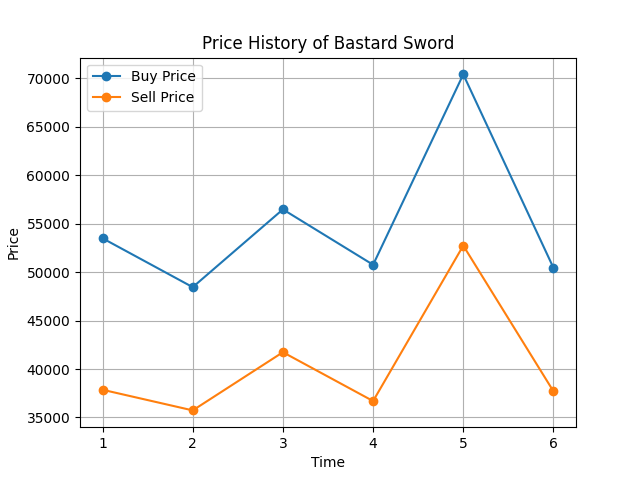 Price History of Bastard Sword
Buy Price
Sell Price
70000
65000
60000
55000
50000
45000
40000
35000
Price
1 2 3 4 5 6
Time